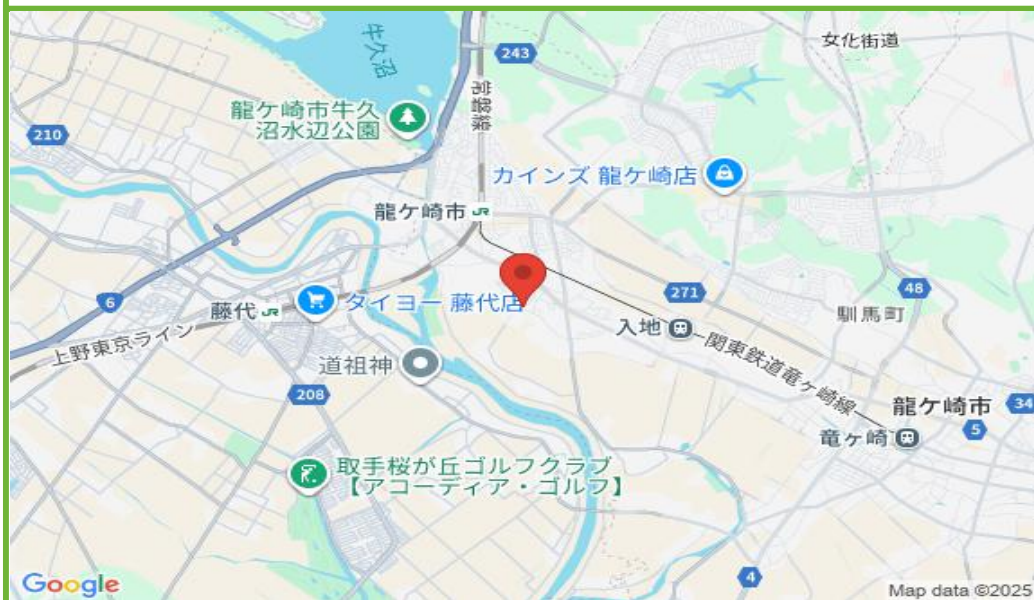 牛久沼
243
女化街道
常磐線
龍ケ崎市牛久
沼水辺公園
210
カインズ 龍ケ崎店
龍ケ崎市
JR
6
藤代
JR
タイヨー 藤代店
271
48
入地
馴馬町
上野東京ライン
道祖神
関東鉄道竜ヶ崎線
208
龍ケ崎市
34
5
竜ヶ崎
取手桜が丘ゴルフクラブ
【アコーディア・ゴルフ】
4
Google
Map data ©2025